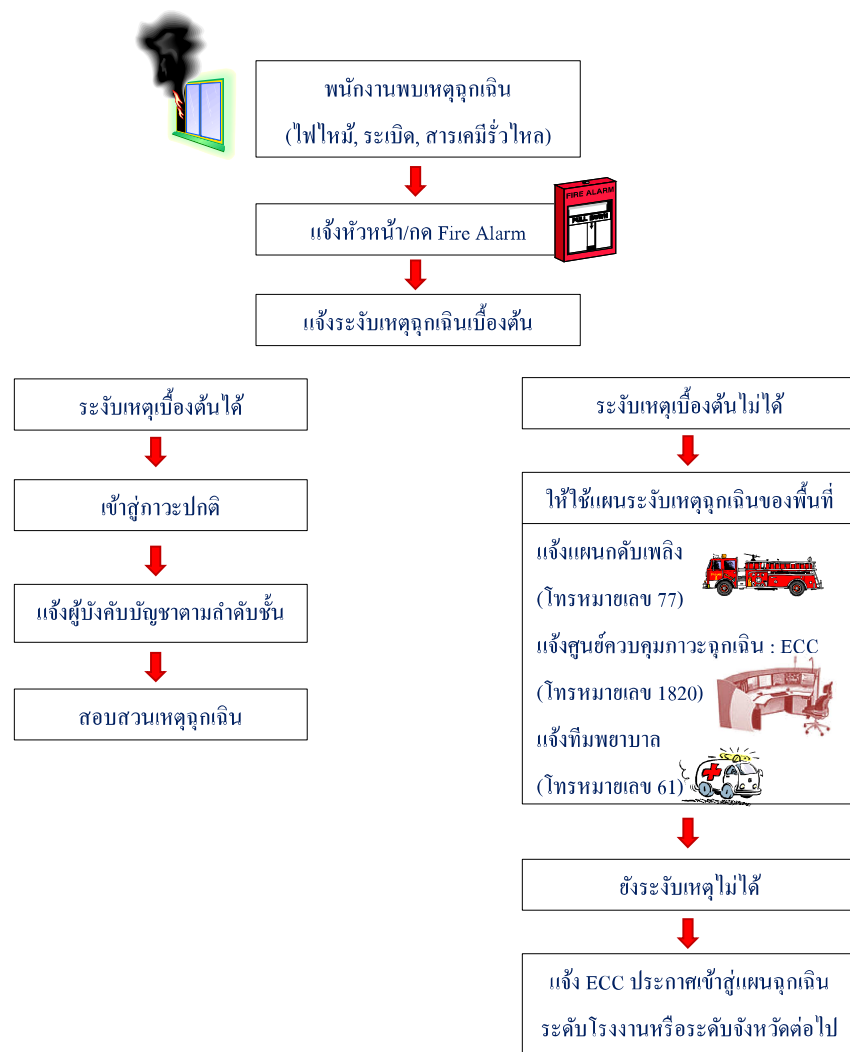 พนักงานพบเหตุฉุกเฉิน
(ไฟไหม้, ระเบิด, สารเคมีรั่วไหล)
แจ้งหัวหน้า/กด Fire Alarm
FIRE ALARM
PULL DOWN
แจ้งระงับเหตุฉุกเฉินเบื้องต้น
ระงับเหตุเบื้องต้นได้
เข้าสู่ภาวะปกติ
แจ้งผู้บังคับบัญชาตามลำดับชั้น
สอบสวนเหตุฉุกเฉิน
ระงับเหตุเบื้องต้นไม่ได้
ให้ใช้แผนระงับเหตุฉุกเฉินของพื้นที่
แจ้งแผนกดับเพลิง
(โทรหมายเลข 77)
แจ้งศูนย์ควบคุมภาวะฉุกเฉิน : ECC
(โทรหมายเลข 1820)
แจ้งทีมพยาบาล
(โทรหมายเลข 61)
ยังระงับเหตุไม่ได้
แจ้ง ECC ประกาศเข้าสู่แผนฉุกเฉิน
ระดับโรงงานหรือระดับจังหวัดต่อไป